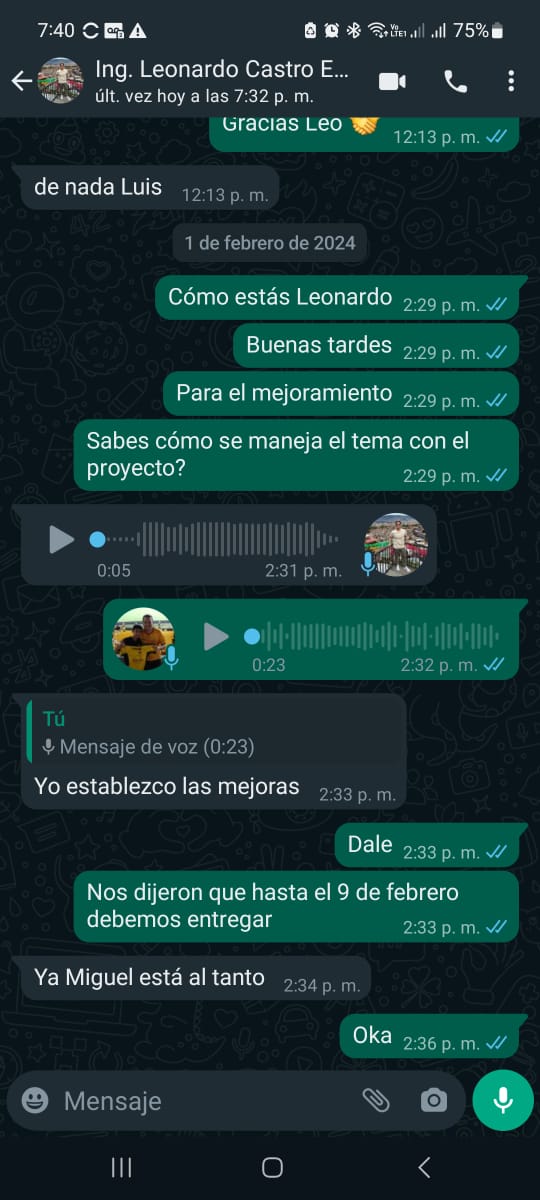 7:40
Vo
LTE1
75%
Ing. Leonardo Castro E...
últ. vez hoy a las 7:32 p. m.
Gracias Leo 🤝
12:13 p. m.
de nada Luis
12:13 p. m.
1 de febrero de 2024
Cómo estás Leonardo
2:29 p. m.
Buenas tardes
2:29 p. m.
Para el mejoramiento
2:29 p. m.
Sabes cómo se maneja el tema con el
proyecto?
2:29 p. m.
0:05
2:31 p. m.
0:23
2:32 p. m.
Tú
Mensaje de voz (0:23)
Yo establezco las mejoras
2:33 p. m.
Dale
2:33 p. m.
Nos dijeron que hasta el 9 de febrero
debemos entregar
2:33 p. m.
Ya Miguel está al tanto
2:34 p. m.
Oka
2:36 p. m.
Mensaje